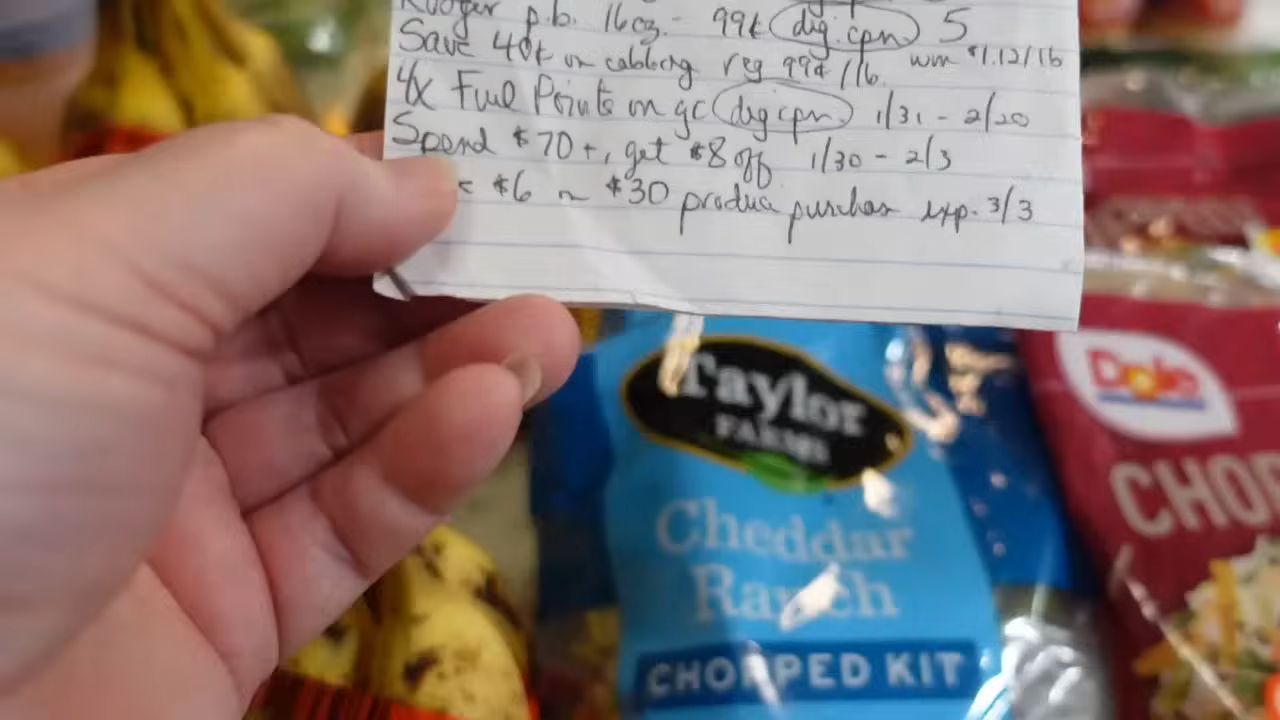 Kroger p.b. 16oz - 99¢ dig. cpn 5
Save 40¢ on cabbage reg 99¢/lb. wm $1.12/lb
4x Fuel Points on gc dig cpn 1/31 - 2/20
Spend $70+, get $8 off 1/30 - 2/3
$6 on $30 produce purchase exp. 3/3
Taylor
FARMS
Cheddar
Ranch
CHOPPED KIT
Dole
CHOP